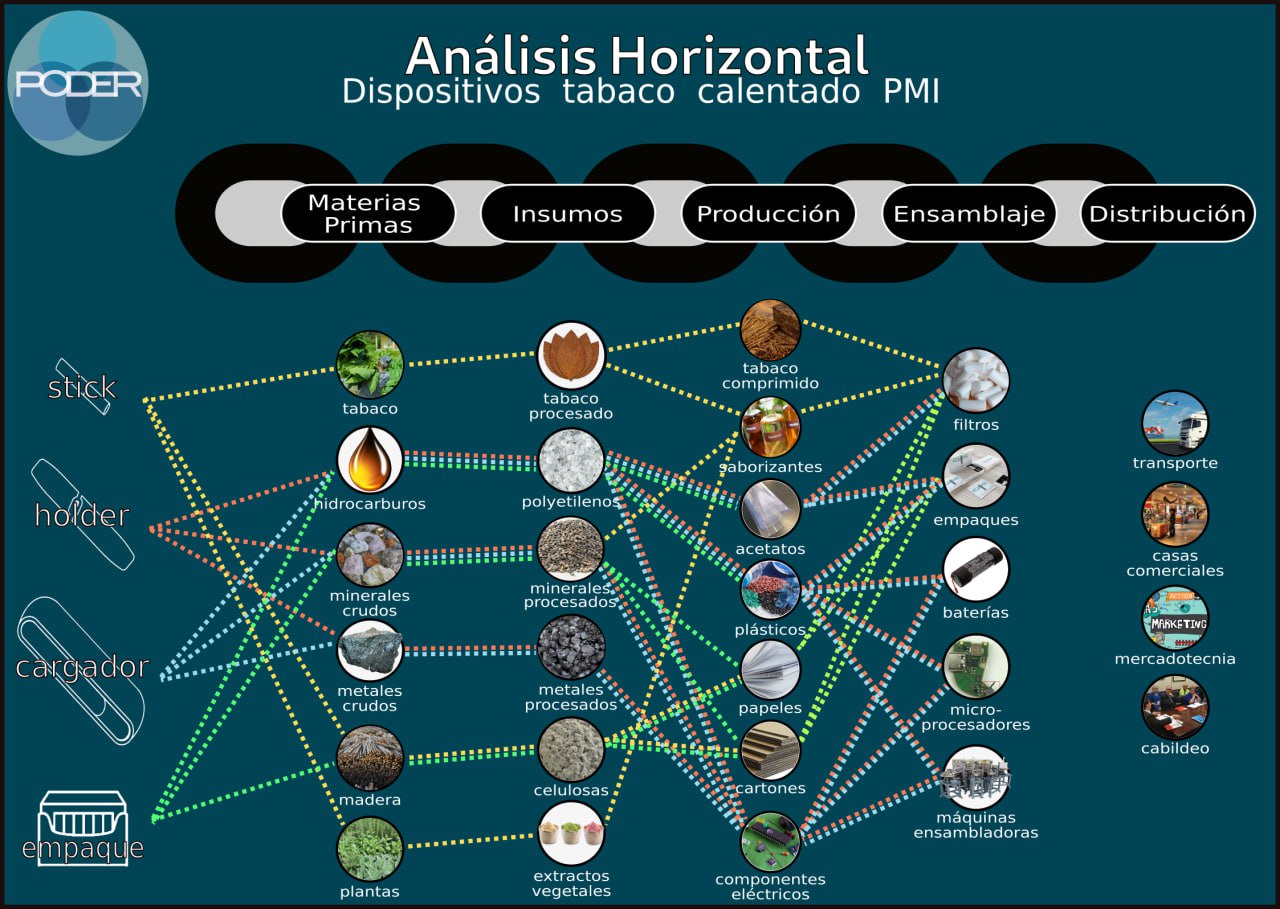 PODER
Análisis Horizontal
Dispositivos tabaco calentado PMI
Materias
Primas
Insumos
Producción
Ensamblaje
Distribución
stick
holder
cargador
empaque
tabaco
hidrocarburos
minerales
crudos
metales
crudos
madera
plantas
tabaco
procesado
polyetilenos
minerales
procesados
metales
procesados
celulosas
extractos
vegetales
tabaco
comprimido
saborizantes
acetatos
plásticos
papeles
cartones
componentes
eléctricos
filtros
empaques
baterías
micro-
procesadores
máquinas
ensambladoras
transporte
casas
comerciales
MARKETING
mercadotecnia
cabildeo